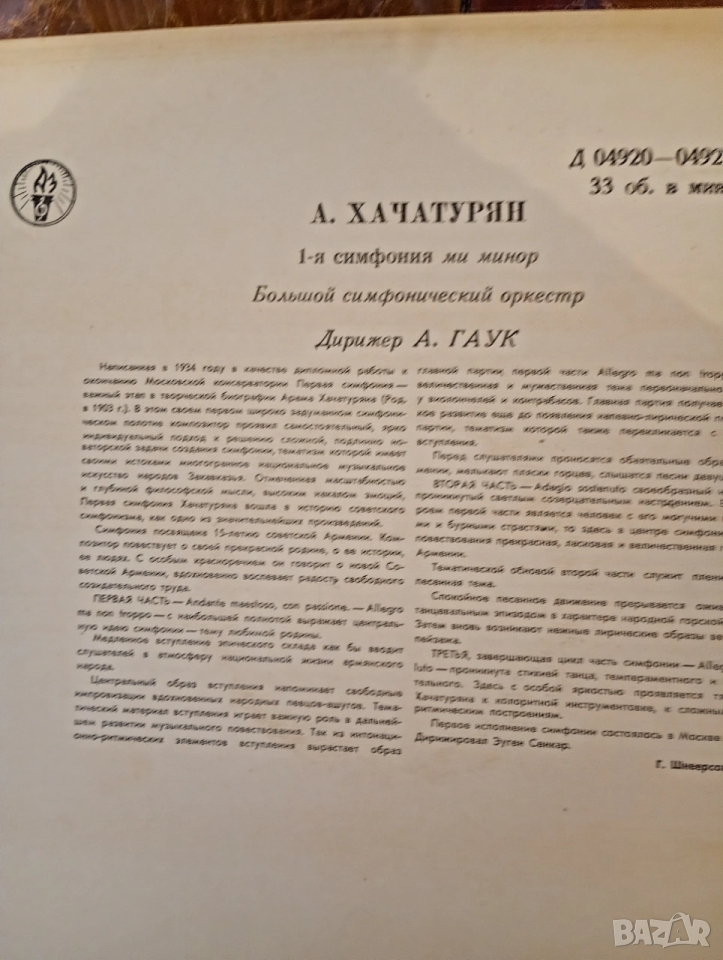 АЗ
Д 04920—0492
33 об. в мин
А. ХАЧАТУРЯН
1-я симфония ми минор
Большой симфонический оркестр
Дирижер А. ГАУК
Написанная в 1934 году в качестве дипломной работы к
окончанию Московской консерватории Первая симфония —
важный этап в творческой биографии Арама Хачатуряна (Род.
в 1903 г.). В этом своем первом широко задуманном симфони-
ческом полотне композитор проявил самостоятельный, ярко
индивидуальный подход к решению сложной, подлинно но-
ваторской задачи создания симфонии, тематизм которой имеет
своими истоками многогранное национальное музыкальное
искусство народов Закавказья. Отмеченная масштабностью
и глубиной философской мысли, высоким накалом эмоций,
Первая симфония Хачатуряна вошла в историю советского
симфонизма, как одно из значительнейших произведений.
Симфония посвящена 15-летию советской Армении. Ком-
позитор повествует о своей прекрасной родине, о ее истории,
ее людях. С особым красноречием он говорит о новой Со-
ветской Армении, вдохновенно воспевает радость свободного
созидательного труда.
ПЕРВАЯ ЧАСТЬ — Andante maestoso, con passione. — Allegro
ma non troppo — с наибольшей полнотой выражает централь-
ную идею симфонии — тему любимой родины.
Медленное вступление эпического склада как бы вводит
слушателей в атмосферу национальной жизни армянского
народа.
Центральный образ вступления напоминает свободные
импровизации вдохновенных народных певцов-ашугов. Тема-
тический материал вступления играет важную роль в дальней-
шем развитии музыкального повествования. Так из интонаци-
онно-ритмических элементов вступления вырастает образ
главной партии, первой части Allegro ma non tropp
величественная и мужественная тема первоначально
у виолончелей и контрабасов. Главная партия получае
кое развитие еще до появления напевно-лирической п
партии, тематизм которой также перекликается с
вступления.
Перед слушателями проносятся обаятельные обр
мении, мелькают пляски горцев, слышатся песни девуш
ВТОРАЯ ЧАСТЬ — Adagio sostenuto своеобразный и
проникнутый светлым созерцательным настроением. Е
роем первой части является человек с его могучими п
ми и бурными страстями, то здесь в центре симфони
повествования прекрасная, ласковая и величественная п
Армении.
Тематической обновой второй части служит плени
песенная тема.
Спокойное песенное движение прерывается ожив
танцевальным эпизодом в характере народной горской
Затем вновь возникают нежные лирические образы ве
пейзажа.
ТРЕТЬЯ, завершающая цикл часть симфонии — Alleg
luto — проникнута стихией танца, темпераментного и
тельного. Здесь с особой яркостью проявляется тя
Хачатуряна к колоритной инструментовке, к сложным
ритмическим построениям.
Первое исполнение симфонии состоялось в Москве
Дирижировал Эуген Сенкар.
Г. Шнеерсо
BAZAR